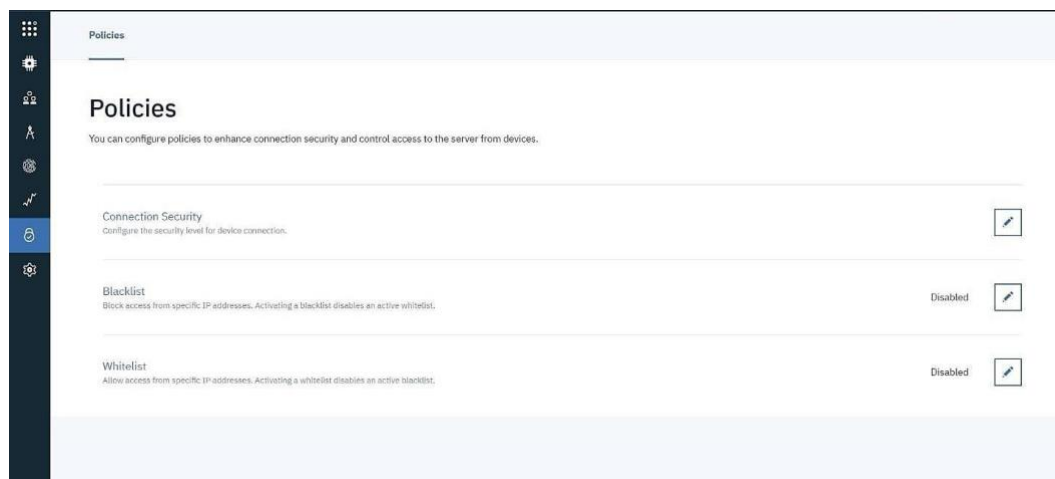 Policies
Policies
You can configure policies to enhance connection security and control access to the server from devices.
Connection Security
Configure the security level for device connection.
Blacklist
Block access from specific IP addresses. Activating a blacklist disables an active whitelist.
Disabled
Whitelist
Allow access from specific IP addresses. Activating a whitelist disables an active blacklist.
Disabled